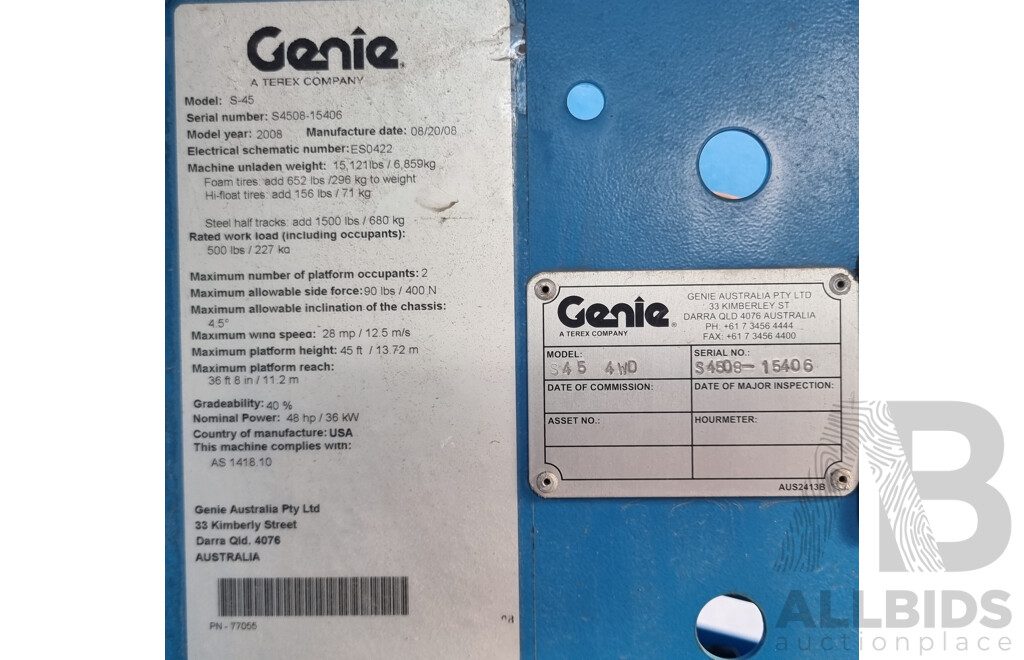 Genie
A TEREX COMPANY
Model: S-45
Serial number: S4508-15406
Model year: 2008 Manufacture date: 08/20/08
Electrical schematic number: ES0422
Machine unladen weight: 15,121lbs / 6,859kg
Foam tires: add 652 lbs /296 kg to weight
Hi-float tires: add 156 lbs / 71 kg
Steel half tracks: add 1500 lbs / 680 kg
Rated work load (including occupants):
500 lbs / 227 kg
Maximum number of platform occupants: 2
Maximum allowable side force: 90 lbs / 400 N
Maximum allowable inclination of the chassis:
4.5°
Maximum wind speed: 28 mp / 12.5 m/s
Maximum platform height: 45 ft / 13.72 m
Maximum platform reach:
36 ft 8 in / 11.2 m
Gradeability: 40 %
Nominal Power: 48 hp / 36 kW
Country of manufacture: USA
This machine complies with:
AS 1418.10
Genie Australia Pty Ltd
33 Kimberly Street
Darra Qld. 4076
AUSTRALIA
PN - 77055
Genie
A TEREX COMPANY
GENIE AUSTRALIA PTY LTD
33 KIMBERLEY ST
DARRA QLD 4076 AUSTRALIA
PH: +61 7 3456 4444
FAX: +61 7 3456 4400
MODEL:
S45 4WD
SERIAL NO.:
S4508-15406
DATE OF COMMISSION:
DATE OF MAJOR INSPECTION:
ASSET NO.:
HOURMETER:
AUS2413B
AB
ALLBIDS
auctionplace